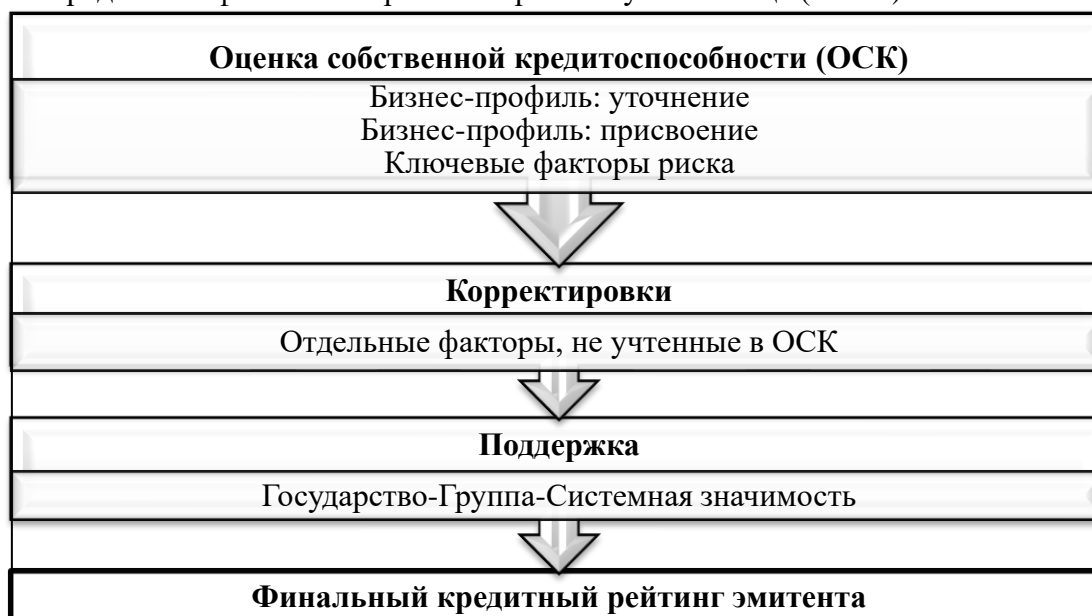 Оценка собственной кредитоспособности (ОСК)
Бизнес-профиль: уточнение
Бизнес-профиль: присвоение
Ключевые факторы риска
Корректировки
Отдельные факторы, не учтенные в ОСК
Поддержка
Государство-Группа-Системная значимость
Финальный кредитный рейтинг эмитента